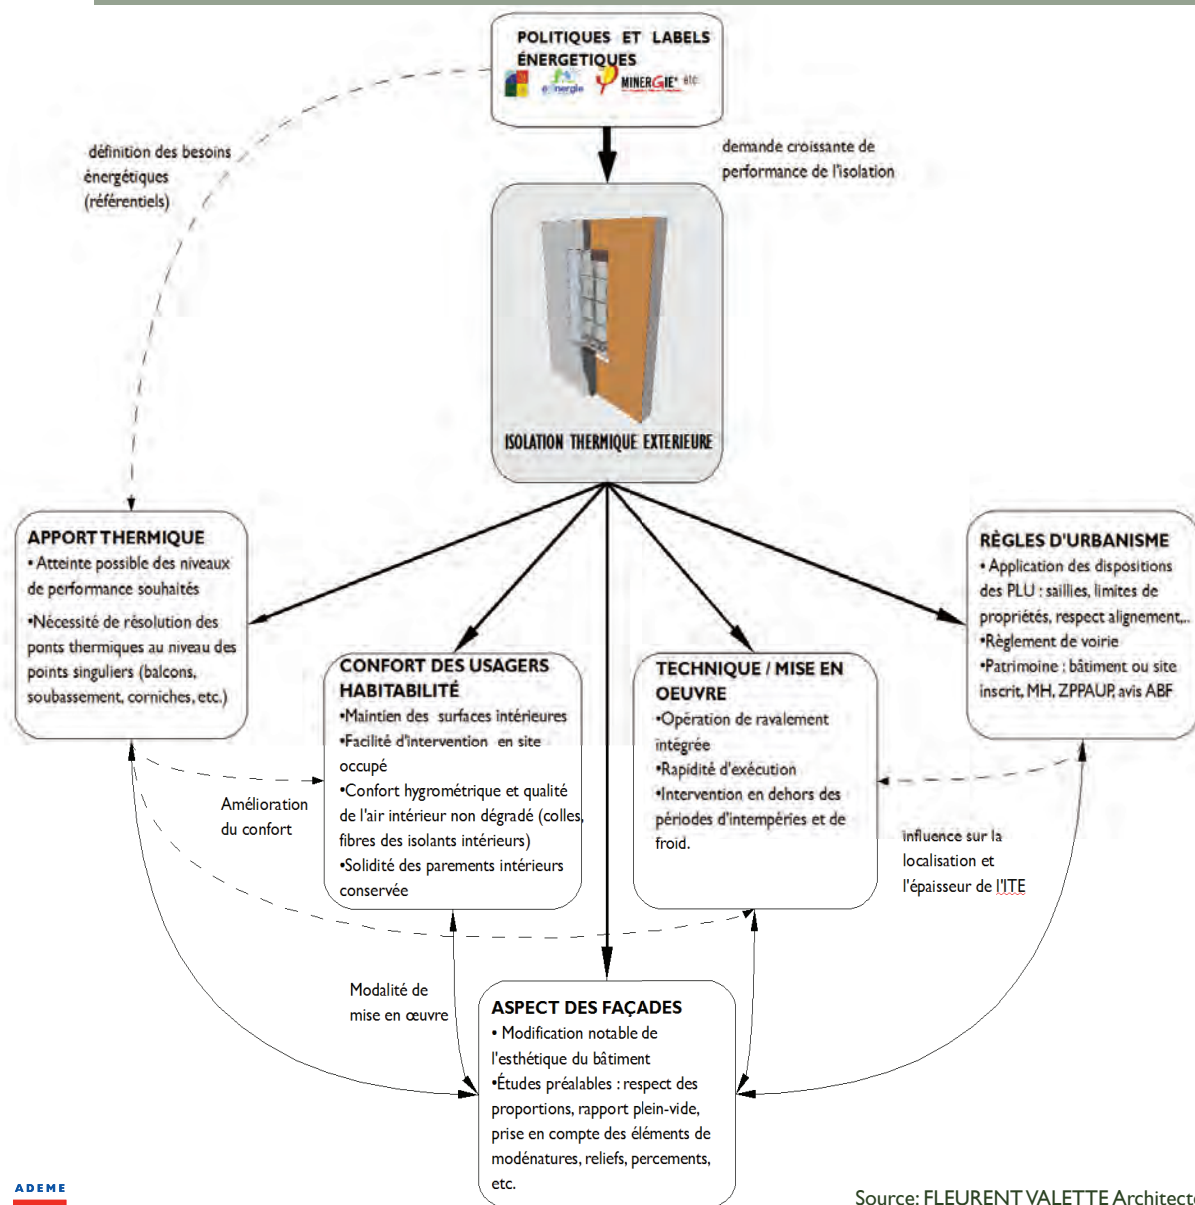 POLITIQUES ET LABELS
ÉNERGETIQUES
MINERGIE® etc
définition des besoins
énergétiques
(référentiels)
demande croissante de
performance de l'isolation
ISOLATION THERMIQUE EXTERIEURE
APPORT THERMIQUE
• Atteinte possible des niveaux
de performance souhaités
•Nécessité de résolution des
ponts thermiques au niveau des
points singuliers (balcons,
soubassement, corniches, etc.)
RÈGLES D'URBANISME
• Application des dispositions
des PLU : saillies, limites de
propriétés, respect alignement,..
•Règlement de voirie
•Patrimoine : bâtiment ou site
inscrit, MH, ZPPAUP, avis ABF
CONFORT DES USAGERS
HABITABILITÉ
•Maintien des surfaces intérieures
•Facilité d'intervention en site
occupé
•Confort hygrométrique et qualité
de l'air intérieur non dégradé (colles,
fibres des isolants intérieurs)
•Solidité des parements intérieurs
conservée
TECHNIQUE / MISE EN
OEUVRE
•Opération de ravalement
intégrée
•Rapidité d'exécution
•Intervention en dehors des
périodes d'intempéries et de
froid.
Amélioration
du confort
influence sur la
localisation et
l'épaisseur de l'ITE
Modalité de
mise en œuvre
ASPECT DES FAÇADES
• Modification notable de
l'esthétique du bâtiment
•Études préalables : respect des
proportions, rapport plein-vide,
prise en compte des éléments de
modénatures, reliefs, percements,
etc.
ADEME
Source: FLEURENT VALETTE Architecte